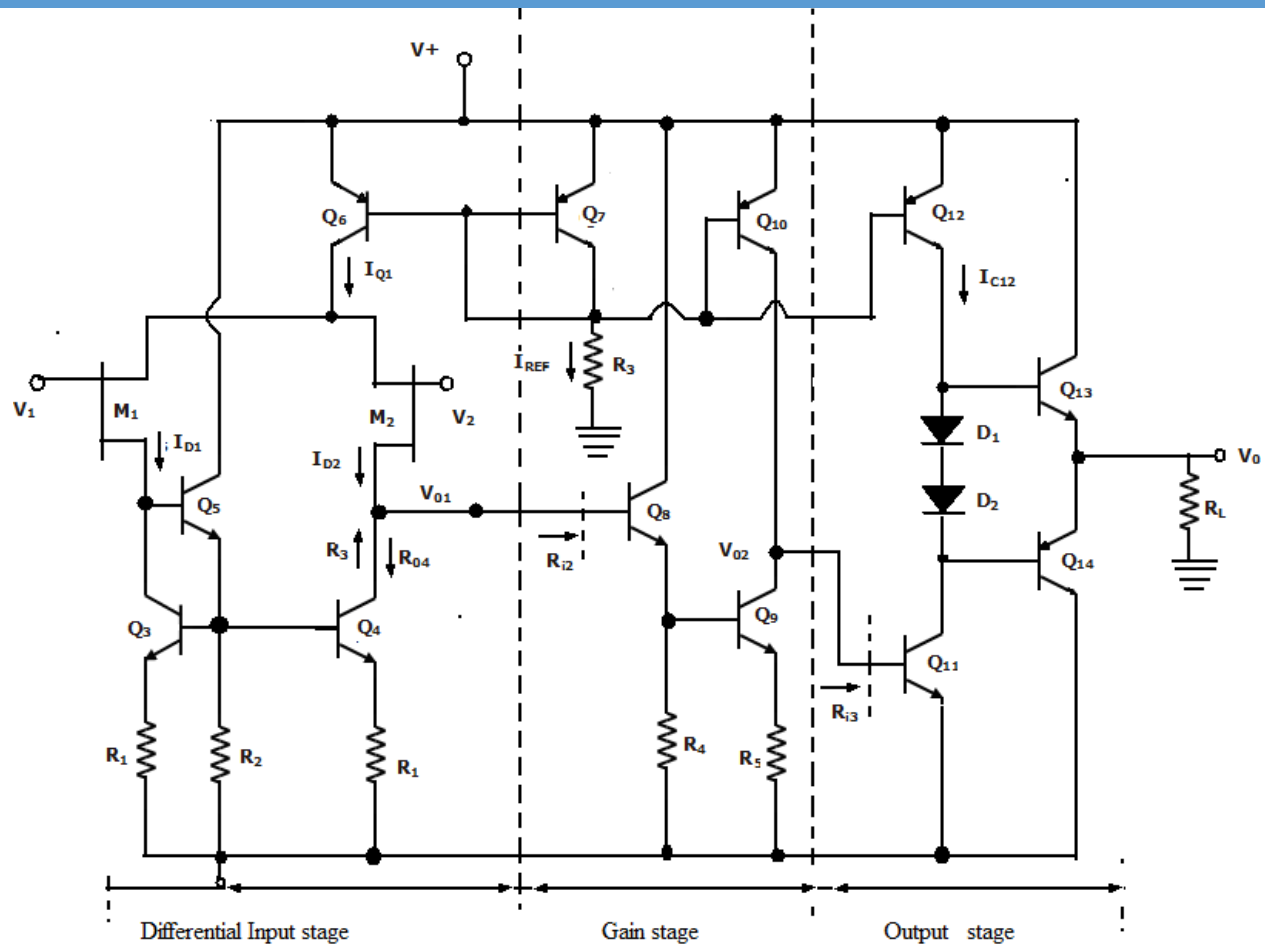 V+
Q6
Q7
Q10
Q12
IQ1
IC12
IREF
R3
V1
M1
M2
V2
Q13
ID1
ID2
D1
V0
Q5
V01
Q8
D2
RL
R3
R04
Ri2
V02
Q14
Q3
Q4
Q9
Q11
Ri3
R1
R2
R1
R4
R5
Differential Input stage
Gain stage
Output stage